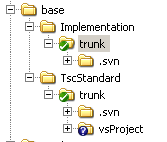 base
Implementation
trunk
.svn
TscStandard
trunk
.svn
vsProject